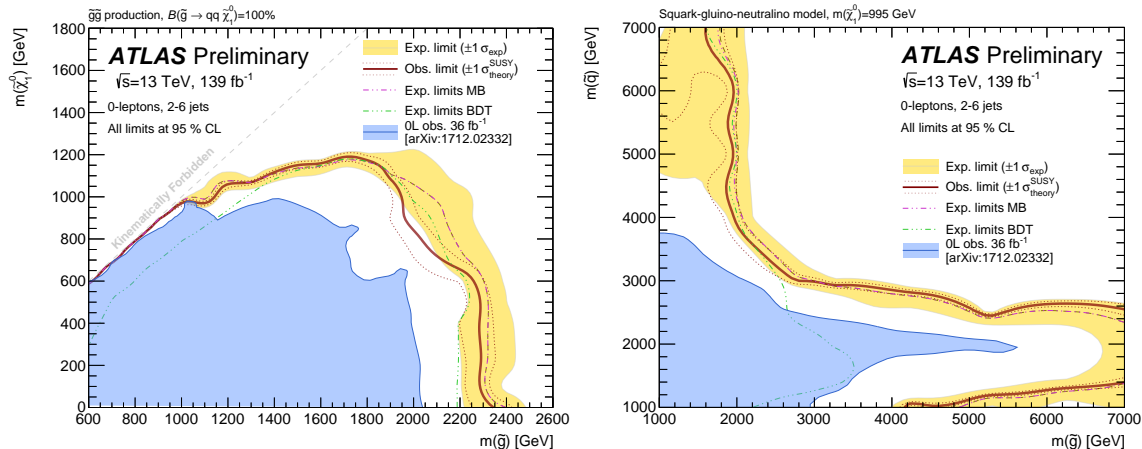 g̃g̃ production, B(g̃ → qq χ̃₁⁰)=100%
m(χ̃₁⁰) [GeV]
1800
1600
1400
1200
1000
800
600
400
200
0
ATLAS Preliminary
√s=13 TeV, 139 fb⁻¹
0-leptons, 2-6 jets
All limits at 95 % CL
Exp. limit (±1 σexp)
Obs. limit (±1 σ^SUSY_theory)
Exp. limits MB
Exp. limits BDT
0L obs. 36 fb⁻¹
[arXiv:1712.02332]
Kinematically Forbidden
600 800 1000 1200 1400 1600 1800 2000 2200 2400 2600
m(g̃) [GeV]
Squark-gluino-neutralino model, m(χ̃₁⁰)=995 GeV
m(q̃) [GeV]
7000
6000
5000
4000
3000
2000
1000
ATLAS Preliminary
√s=13 TeV, 139 fb⁻¹
0-leptons, 2-6 jets
All limits at 95 % CL
Exp. limit (±1 σexp)
Obs. limit (±1 σ^SUSY_theory)
Exp. limits MB
Exp. limits BDT
0L obs. 36 fb⁻¹
[arXiv:1712.02332]
1000 2000 3000 4000 5000 6000 7000
m(g̃) [GeV]